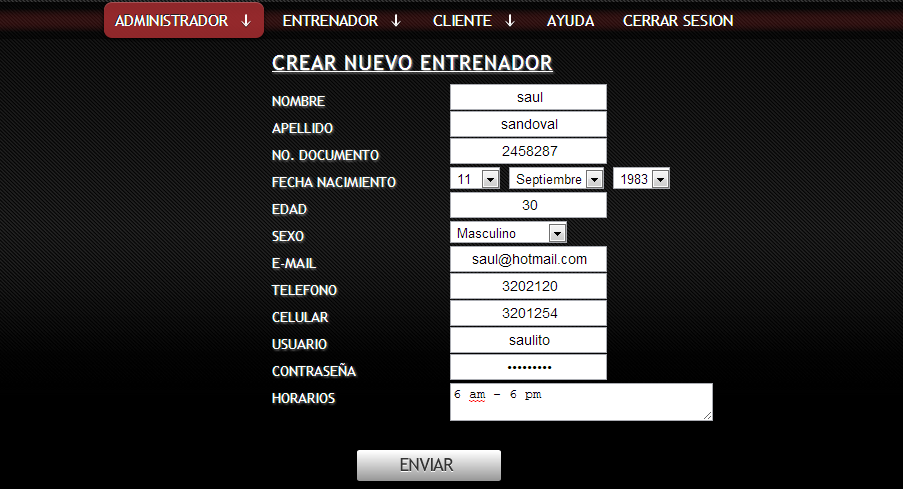 ADMINISTRADOR ↓ ENTRENADOR ↓ CLIENTE ↓ AYUDA CERRAR SESION
CREAR NUEVO ENTRENADOR
NOMBRE saul
APELLIDO sandoval
NO. DOCUMENTO 2458287
FECHA NACIMIENTO 11 Septiembre 1983
EDAD 30
SEXO Masculino
E-MAIL saul@hotmail.com
TELEFONO 3202120
CELULAR 3201254
USUARIO saulito
CONTRASEÑA •••••••••
HORARIOS 6 am - 6 pm
ENVIAR